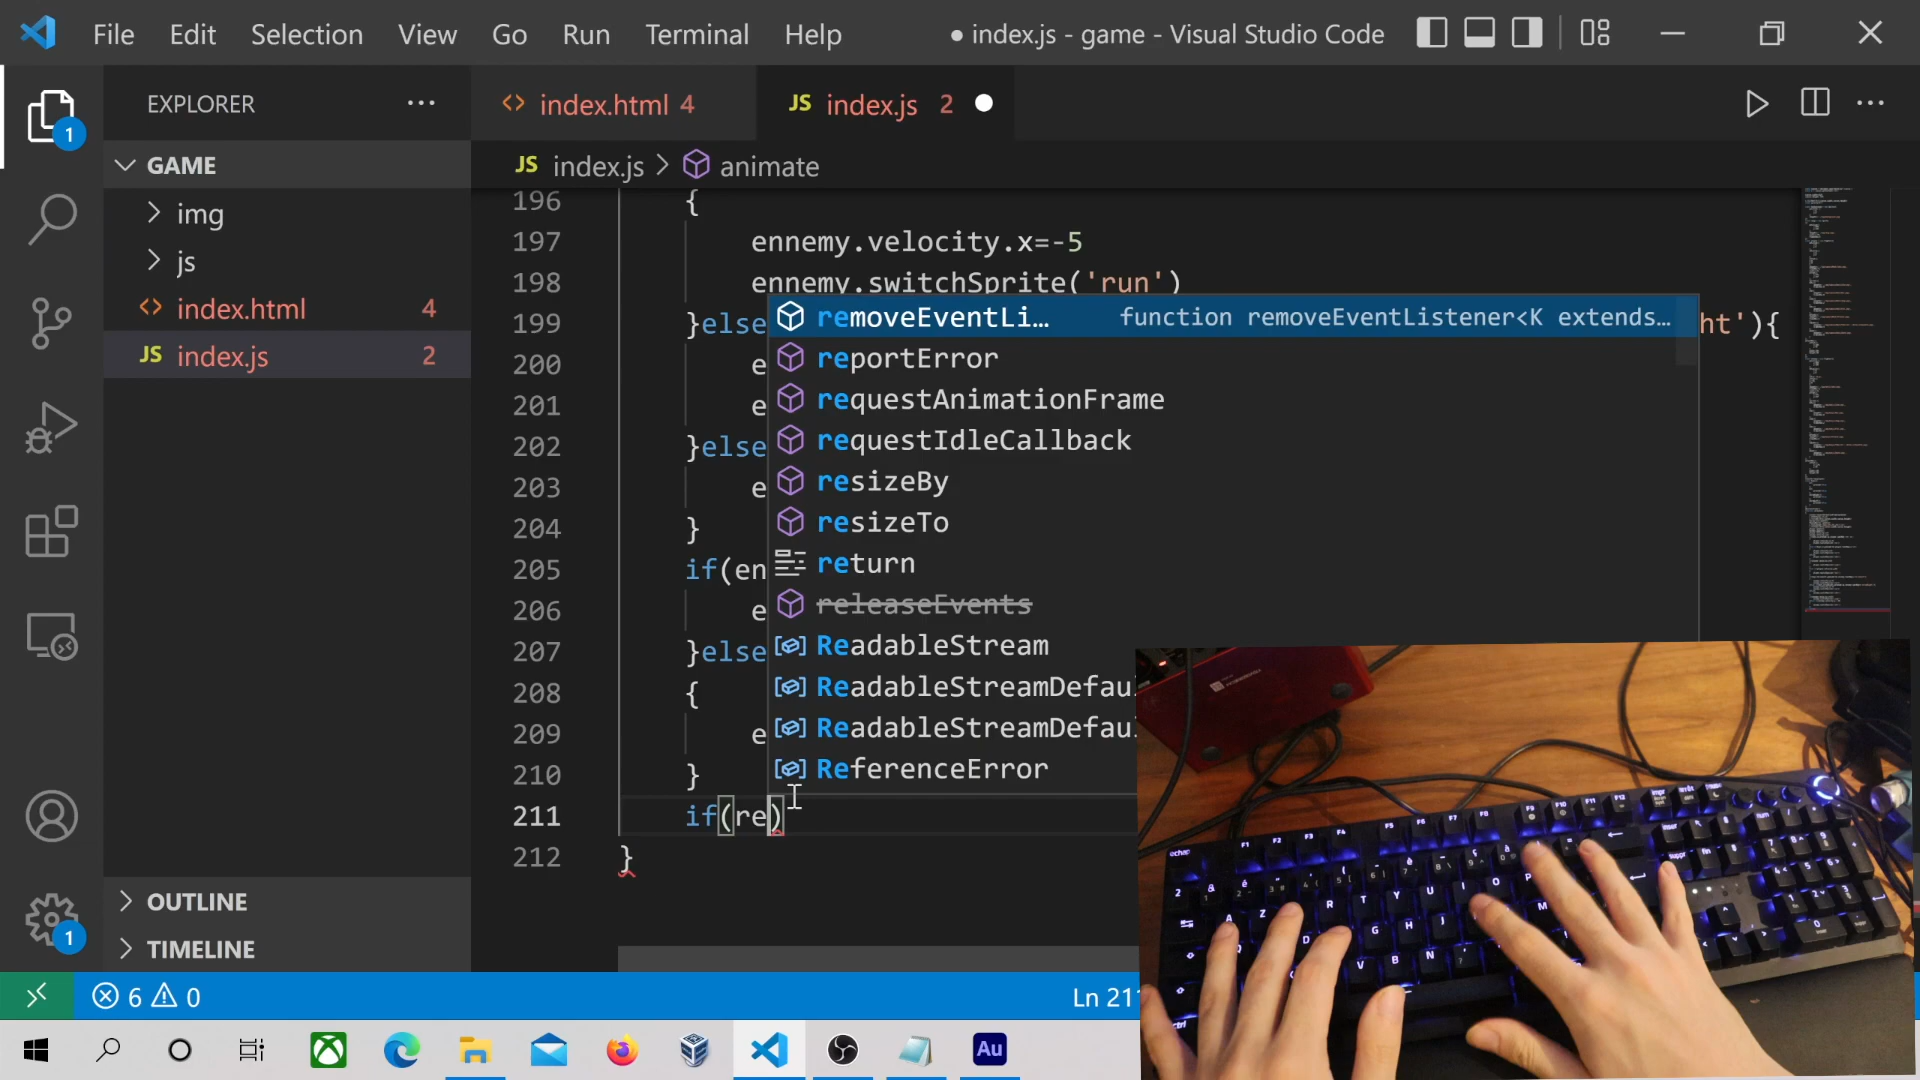 File Edit Selection View Go Run Terminal Help
● index.js - game - Visual Studio Code
EXPLORER ...
<> index.html 4
JS index.js 2
GAME
JS index.js > animate
img
js
<> index.html 4
JS index.js 2
OUTLINE
TIMELINE
1
1
196 {
197 ennemy.velocity.x=-5
198 ennemy.switchSprite('run')
199 }else ht'){
200 e
201 e
202 }else
203 e
204 }
205 if(en
206 e
207 }else
208 {
209 e
210 }
211 if(re)
212 }
removeEventLi… function removeEventListener<K extends…
reportError
requestAnimationFrame
requestIdleCallback
resizeBy
resizeTo
return
releaseEvents
ReadableStream
ReadableStreamDefau
ReadableStreamDefau
ReferenceError
6 0
Ln 211
Au